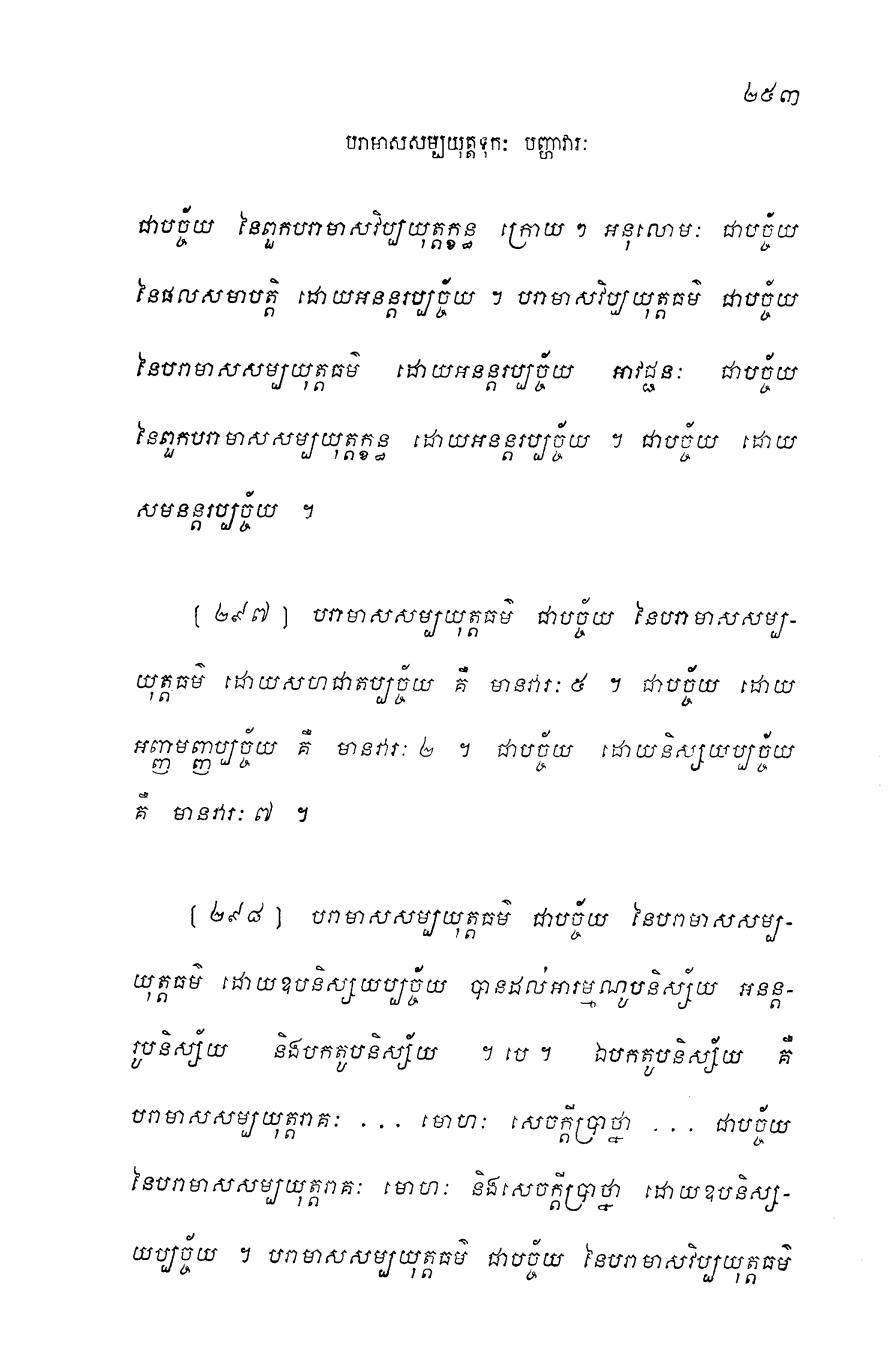 ២៥៣
បរាមាសសម្បយុត្តទុកៈ បញ្ហាវារៈ
ជាបច្ច័យ នៃពួកបរាមាសវិប្បយុត្តក្ខន្ធ ក្រោយ ៗ អនុលោមៈ ជាបច្ច័យ
នៃផលសមាបត្តិ ដោយអនន្តរប្បច្ច័យ ។ បរាមាសវិប្បយុត្តធម៌ ជាបច្ច័យ
នៃបរាមាសសម្បយុត្តធម៌ ដោយអនន្តរប្បច្ច័យ អាវជ្ជនៈ ជាបច្ច័យ
នៃពួកបរាមាសសម្បយុត្តក្ខន្ធ ដោយអនន្តរប្បច្ច័យ ។ ជាបច្ច័យ ដោយ
សមនន្តរប្បច្ច័យ ។
[ ២៩៧ ] បរាមាសសម្បយុត្តធម៌ ជាបច្ច័យ នៃបរាមាសសម្ប-
យុត្តធម៌ ដោយសហជាតប្បច្ច័យ គឺ មានវារៈ ៥ ។ ជាបច្ច័យ ដោយ
អញ្ញមញ្ញប្បច្ច័យ គឺ មានវារៈ ២ ។ ជាបច្ច័យ ដោយនិស្សយប្បច្ច័យ
គឺ មានវារៈ ៧ ។
[ ២៩៨ ] បរាមាសសម្បយុត្តធម៌ ជាបច្ច័យ នៃបរាមាសសម្ប-
យុត្តធម៌ ដោយឧបនិស្សយប្បច្ច័យ បានដល់អារម្មណូបនិស្ស័យ អនន្ត-
រូបនិស្ស័យ និងបកតូបនិស្ស័យ ។ បេ ។ ឯបកតូបនិស្ស័យ គឺ
បរាមាសសម្បយុត្តរាគៈ ... មោហៈ សេចក្តីប្រាថ្នា ... ជាបច្ច័យ
នៃបរាមាសសម្បយុត្តរាគៈ មោហៈ និងសេចក្តីប្រាថ្នា ដោយឧបនិស្ស-
យប្បច្ច័យ ។ បរាមាសសម្បយុត្តធម៌ ជាបច្ច័យ នៃបរាមាសវិប្បយុត្តធម៌